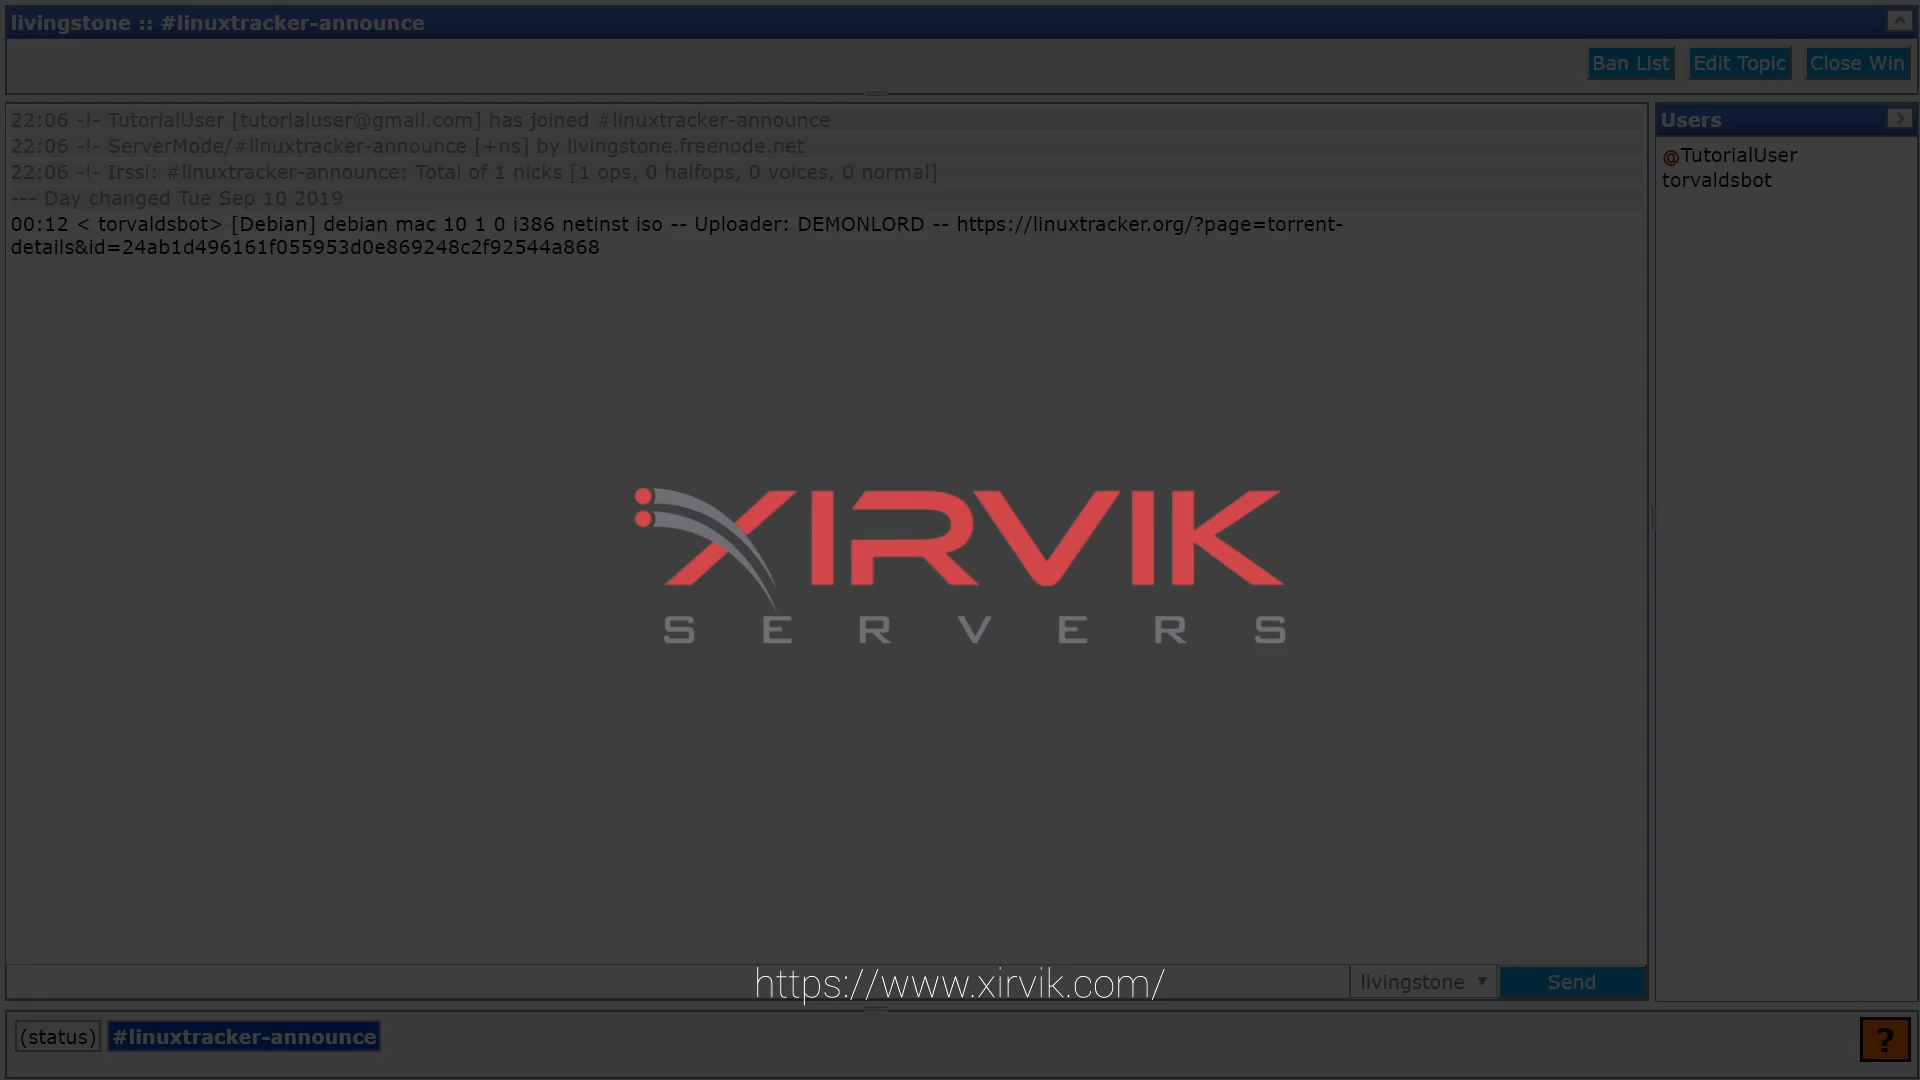 livingstone :: #linuxtracker-announce
Ban List Edit Topic Close Win
22:06 -!- TutorialUser [tutorialuser@gmail.com] has joined #linuxtracker-announce
22:06 -!- ServerMode/#linuxtracker-announce [+ns] by livingstone.freenode.net
22:06 -!- Irssi: #linuxtracker-announce: Total of 1 nicks [1 ops, 0 halfops, 0 voices, 0 normal]
--- Day changed Tue Sep 10 2019
00:12 < torvaldsbot> [Debian] debian mac 10 1 0 i386 netinst iso -- Uploader: DEMONLORD -- https://linuxtracker.org/?page=torrent-
details&id=24ab1d496161f055953d0e869248c2f92544a868
Users
@TutorialUser
torvaldsbot
XIRVIK
SERVERS
https://www.xirvik.com/
livingstone ▼ Send
(status) #linuxtracker-announce
?